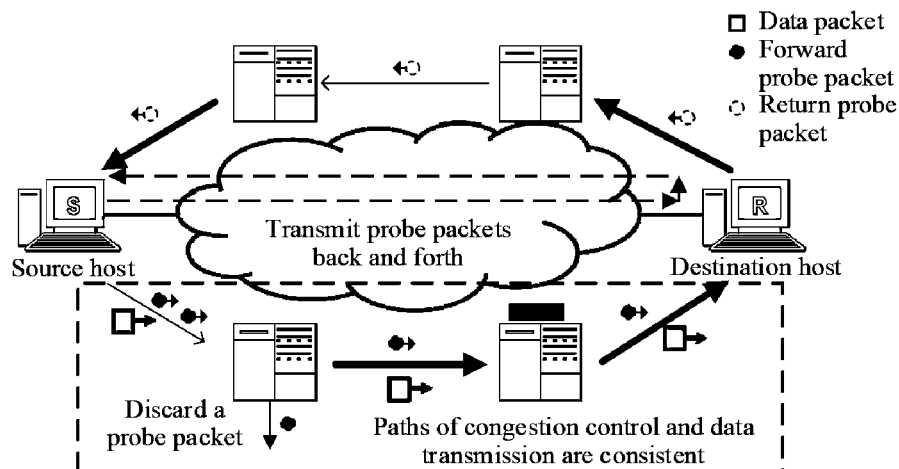 Data packet
Forward
probe packet
Return probe
packet
S
R
Transmit probe packets
back and forth
Source host
Destination host
Discard a
probe packet
Paths of congestion control and data
transmission are consistent